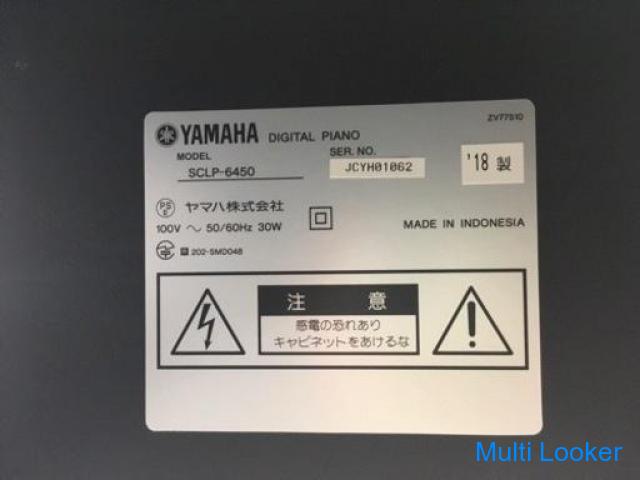 ZV77510
YAMAHA DIGITAL PIANO
MODEL SCLP-6450
SER. NO. JCYH01062
'18 製
PS E ヤマハ株式会社
100V ～ 50/60Hz 30W
MADE IN INDONESIA
202-SMD048
注 意
感電の恐れあり
キャビネットをあけるな
Multi Looker